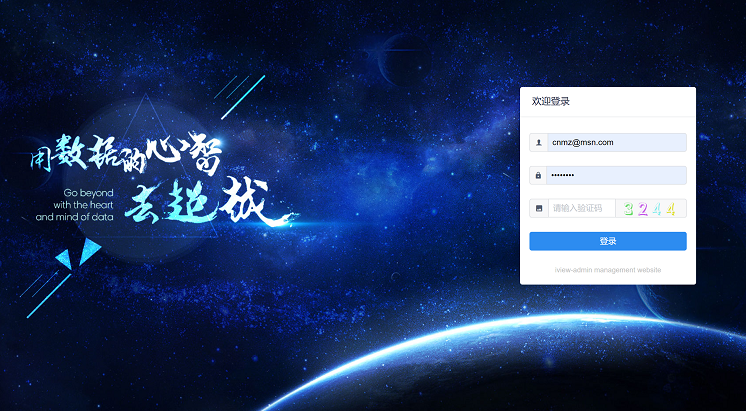 用数据的心智
去超越
Go beyond
with the heart
and mind of data
欢迎登录
cnmz@msn.com
••••••••
请输入验证码
3244
登录
iview-admin management website